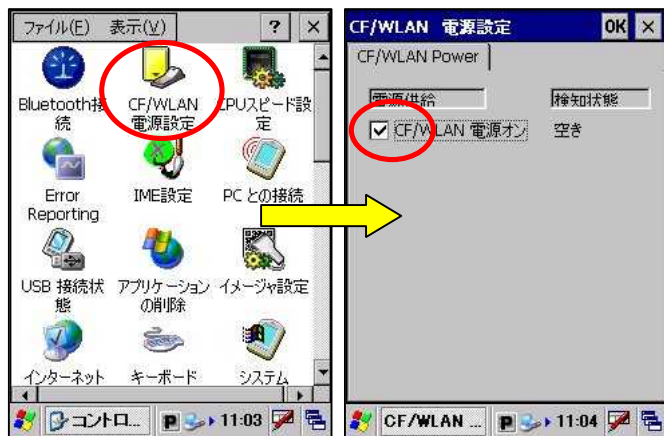 ファイル(F) 表示(V) ? ×
Bluetooth接
続
CF/WLAN
電源設定
CPUスピード設
定
Error
Reporting
IME設定
PC との接続
USB 接続状
態
アプリケーション
の削除
イメージャ設定
インターネット
キーボード
システム
コントロ... P 11:03
CF/WLAN 電源設定 OK ×
CF/WLAN Power
電源供給 検知状態
CF/WLAN 電源オン 空き
CF/WLAN ... P 11:04